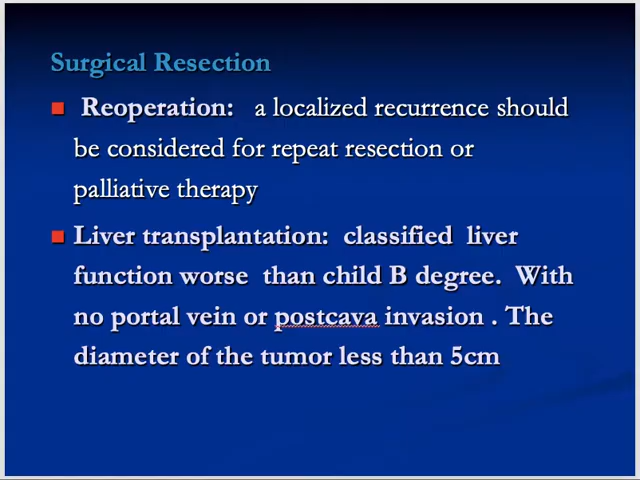 Surgical Resection
Reoperation: a localized recurrence should
be considered for repeat resection or
palliative therapy
Liver transplantation: classified liver
function worse than child B degree. With
no portal vein or postcava invasion . The
diameter of the tumor less than 5cm